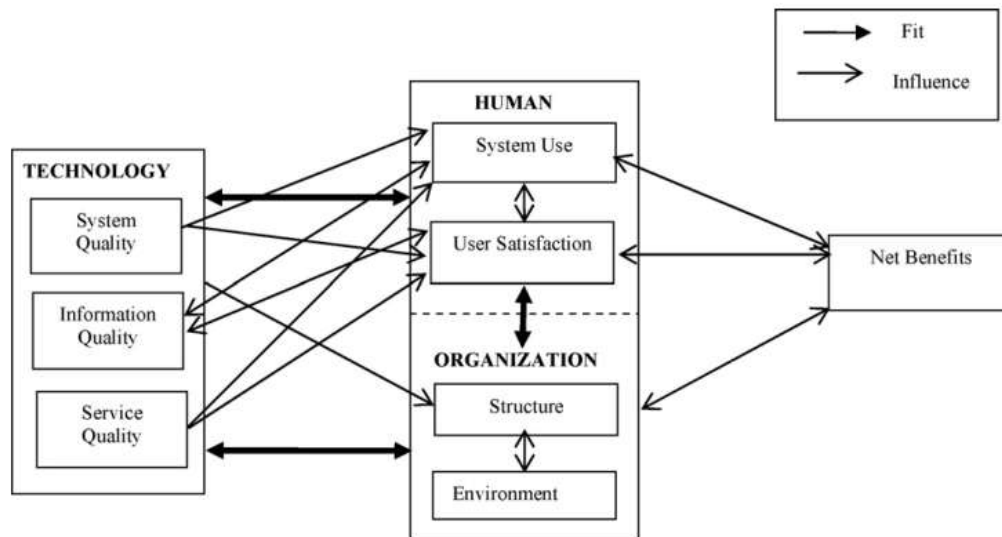 Fit
Influence
HUMAN
System Use
TECHNOLOGY
System
Quality
User Satisfaction
Net Benefits
Information
Quality
ORGANIZATION
Structure
Service
Quality
Environment